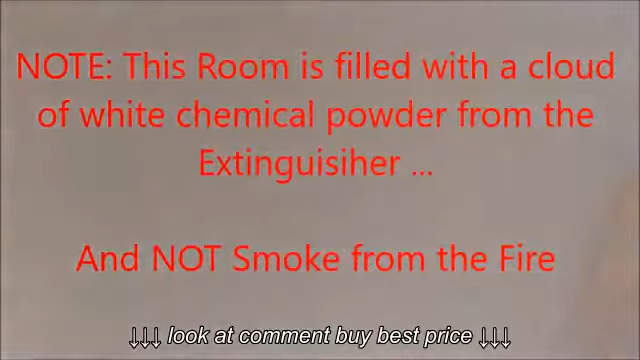 NOTE: This Room is filled with a cloud
of white chemical powder from the
Extinguisiher ...
And NOT Smoke from the Fire
↓↓↓ look at comment buy best price ↓↓↓